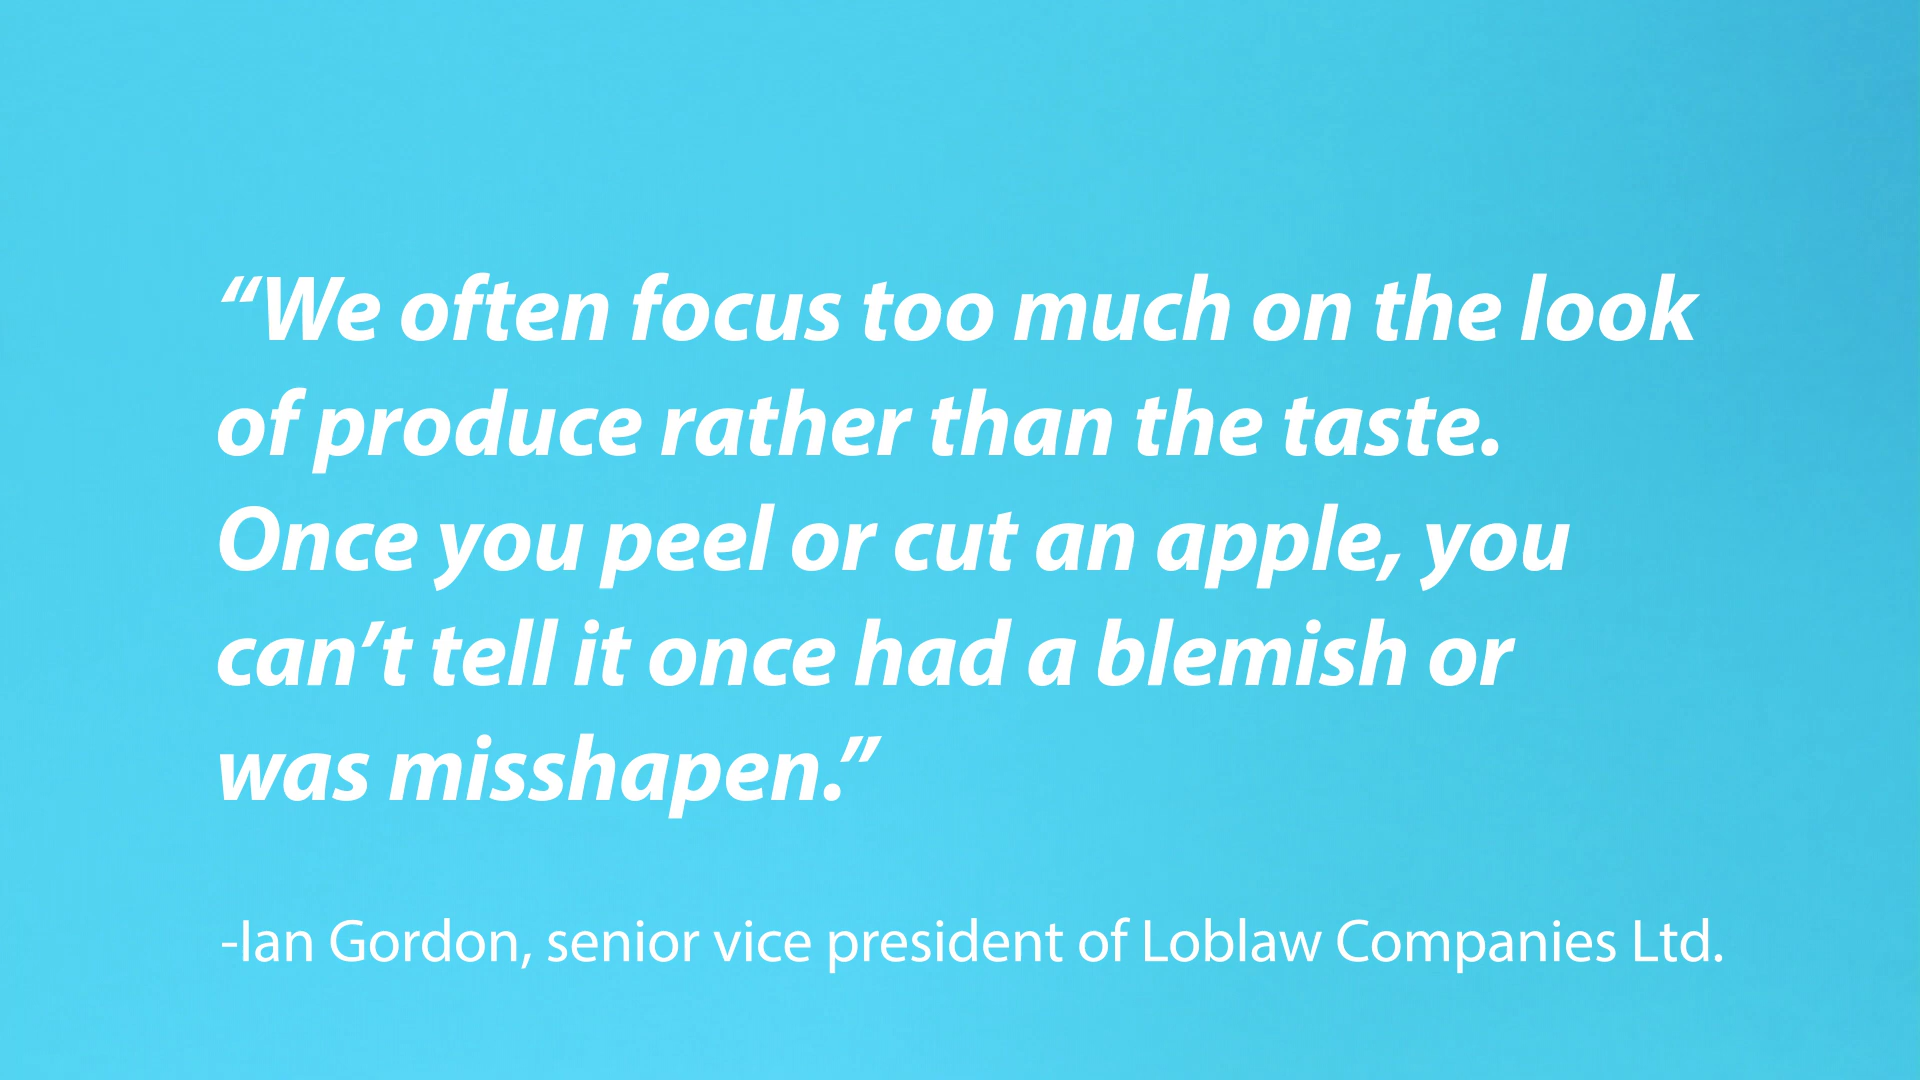 “We often focus too much on the look
of produce rather than the taste.
Once you peel or cut an apple, you
can’t tell it once had a blemish or
was misshapen.”
-Ian Gordon, senior vice president of Loblaw Companies Ltd.